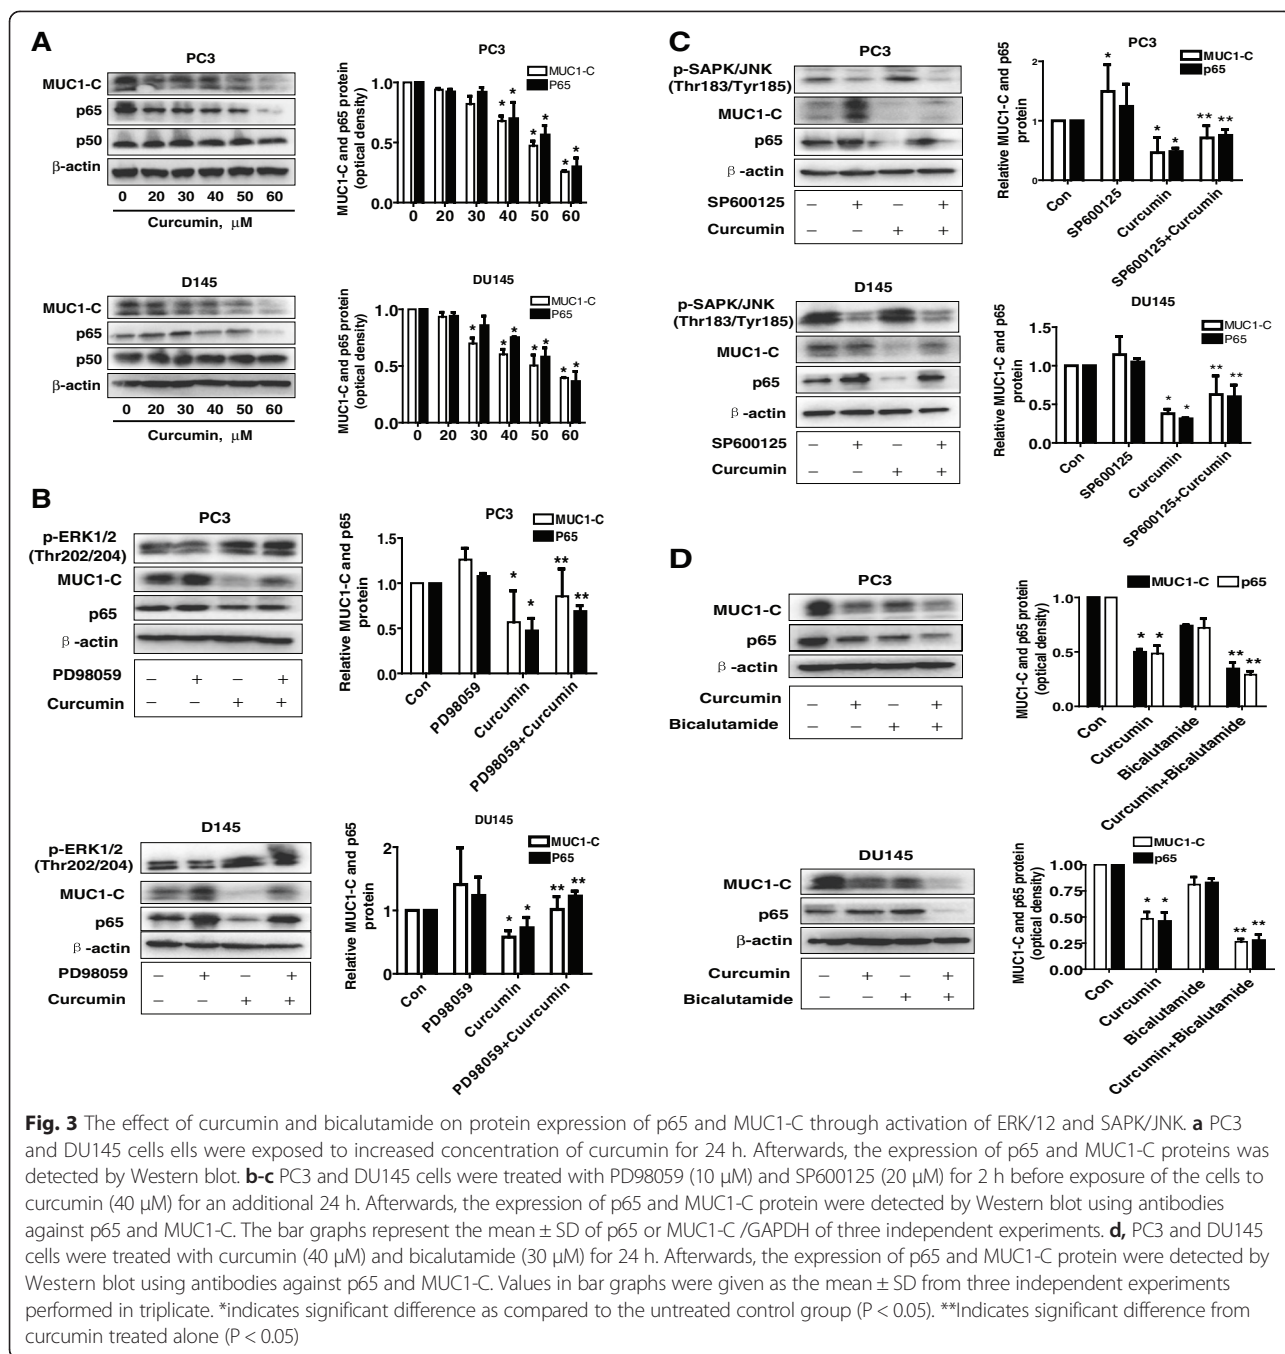 A
PC3
MUC1-C
p65
p50
β-actin
0 20 30 40 50 60
Curcumin, μM
PC3
MUC1-C
P65
MUC1-C and p65 protein
(optical density)
1.0
0.5
0.0
* * * * * *
0 20 30 40 50 60
D145
MUC1-C
p65
p50
β-actin
0 20 30 40 50 60
Curcumin, μM
DU145
MUC1-C
P65
MUC1-C and p65 protein
(optical density)
1.0
0.5
0.0
* * * * * * *
0 20 30 40 50 60
B
PC3
p-ERK1/2
(Thr202/204)
MUC1-C
p65
β-actin
PD98059 − + − +
Curcumin − − + +
PC3
MUC1-C
P65
Relative MUC1-C and p65
protein
1.5
1.0
0.5
0.0
* * ** **
Con
PD98059
Curcumin
PD98059+Curcumin
D145
p-ERK1/2
(Thr202/204)
MUC1-C
p65
β-actin
PD98059 − + − +
Curcumin − − + +
DU145
MUC1-C
P65
Relative MUC1-C and p65
protein
2
1
0
* * ** **
Con
PD98059
Curcumin
PD98059+Cuurcumin
C
PC3
p-SAPK/JNK
(Thr183/Tyr185)
MUC1-C
p65
β-actin
SP600125 − + − +
Curcumin − − + +
PC3
MUC1-C
p65
Relative MUC1-C and p65
protein
2
1
0
* * * ** **
Con
SP600125
Curcumin
SP600125+Curcumin
D145
p-SAPK/JNK
(Thr183/Tyr185)
MUC1-C
p65
β-actin
SP600125 − + − +
Curcumin − − + +
DU145
MUC1-C
P65
Relative MUC1-C and p65
protein
1.5
1.0
0.5
0.0
* * ** **
Con
SP600125
Curcumin
SP600125+Curcumin
D
PC3
MUC1-C
p65
β-actin
Curcumin − + − +
Bicalutamide − − + +
MUC1-C p65
MUC1-C and p65 protein
(optical density)
1.0
0.5
0.0
* * ** **
Con
Curcumin
Bicalutamide
Curcumin+Bicalutamide
DU145
MUC1-C
p65
β-actin
Curcumin − + − +
Bicalutamide − − + +
MUC1-C
p65
MUC1-C and p65 protein
(optical density)
1.00
0.75
0.50
0.25
0.00
* * ** **
Con
Curcumin
Bicalutamide
Curcumin+Bicalutamide
Fig. 3 The effect of curcumin and bicalutamide on protein expression of p65 and MUC1-C through activation of ERK/12 and SAPK/JNK. a PC3
and DU145 cells ells were exposed to increased concentration of curcumin for 24 h. Afterwards, the expression of p65 and MUC1-C proteins was
detected by Western blot. b-c PC3 and DU145 cells were treated with PD98059 (10 μM) and SP600125 (20 μM) for 2 h before exposure of the cells to
curcumin (40 μM) for an additional 24 h. Afterwards, the expression of p65 and MUC1-C protein were detected by Western blot using antibodies
against p65 and MUC1-C. The bar graphs represent the mean ± SD of p65 or MUC1-C /GAPDH of three independent experiments. d, PC3 and DU145
cells were treated with curcumin (40 μM) and bicalutamide (30 μM) for 24 h. Afterwards, the expression of p65 and MUC1-C protein were detected by
Western blot using antibodies against p65 and MUC1-C. Values in bar graphs were given as the mean ± SD from three independent experiments
performed in triplicate. *indicates significant difference as compared to the untreated control group (P < 0.05). **Indicates significant difference from
curcumin treated alone (P < 0.05)